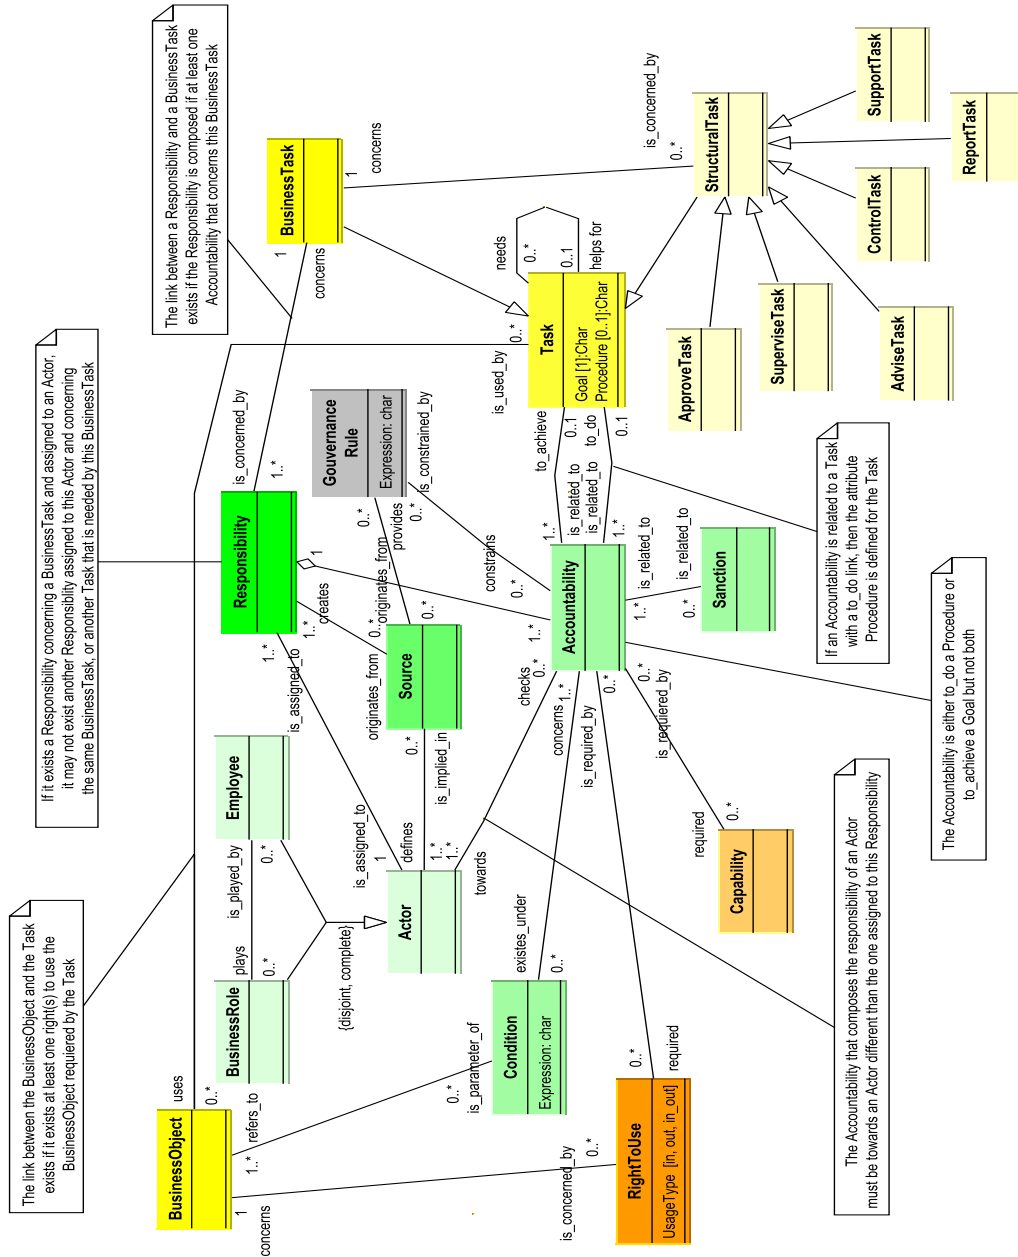 The link between the BusinessObject and the Task
exists if it exists at least one right(s) to use the
BusinessObject requiered by the Task
If it exists a Responsibility concerning a BusinessTask and assigned to an Actor,
it may not exist another Responsiblity assigned to this Actor and concerning
the same BusinessTask, or another Task that is needed by this BusinessTask
The link between a Responsibility and a BusinessTask
exists if the Responsibility is composed if at least one
Accountability that concerns this BusinessTask
BusinessObject
uses
0..*
1..*
refers_to
1
concerns
BusinessRole
plays
0..*
Employee
is_played_by
0..*
{disjoint, complete}
Actor
is_assigned_to
1
defines
1..*
1..*
towards
Responsibility
is_assigned_to
1..*
1..*
creates
1
is_concerned_by
1..*
BusinessTask
1
concerns
1
concerns
Source
originates_from
0..*
0..*
is_implied_in
originates_from
0..*
Gouvernance
Rule
Expression: char
0..*
provides
0..*
is_constrained_by
constrains
0..*
Task
Goal [1]:Char
Procedure [0..1]:Char
is_used_by
0..*
needs
0..*
0..1
helps for
to_achieve
0..1
to_do
0..1
Accountability
1..*
is_related_to
is_related_to
1..*
1..*
checks
0..*
concerns
1..*
is_required_by
0..*
0..*
is_requiered_by
is_related_to
1..*
Sanction
is_related_to
0..*
Condition
Expression: char
is_parameter_of
0..*
existes_under
0..*
RightToUse
UsageType [in, out, in_out]
is_concerned_by
0..*
0..*
required
Capability
required
0..*
StructuralTask
is_concerned_by
0..*
ApproveTask
SuperviseTask
AdviseTask
ControlTask
ReportTask
SupportTask
If an Accountability is related to a Task
with a to_do link, then the attribute
Procedure is defined for the Task
The Accountability is either to_do a Procedure or
to_achieve a Goal but not both
The Accountability that composes the responsibility of an Actor
must be towards an Actor different than the one assigned to this Responsibility